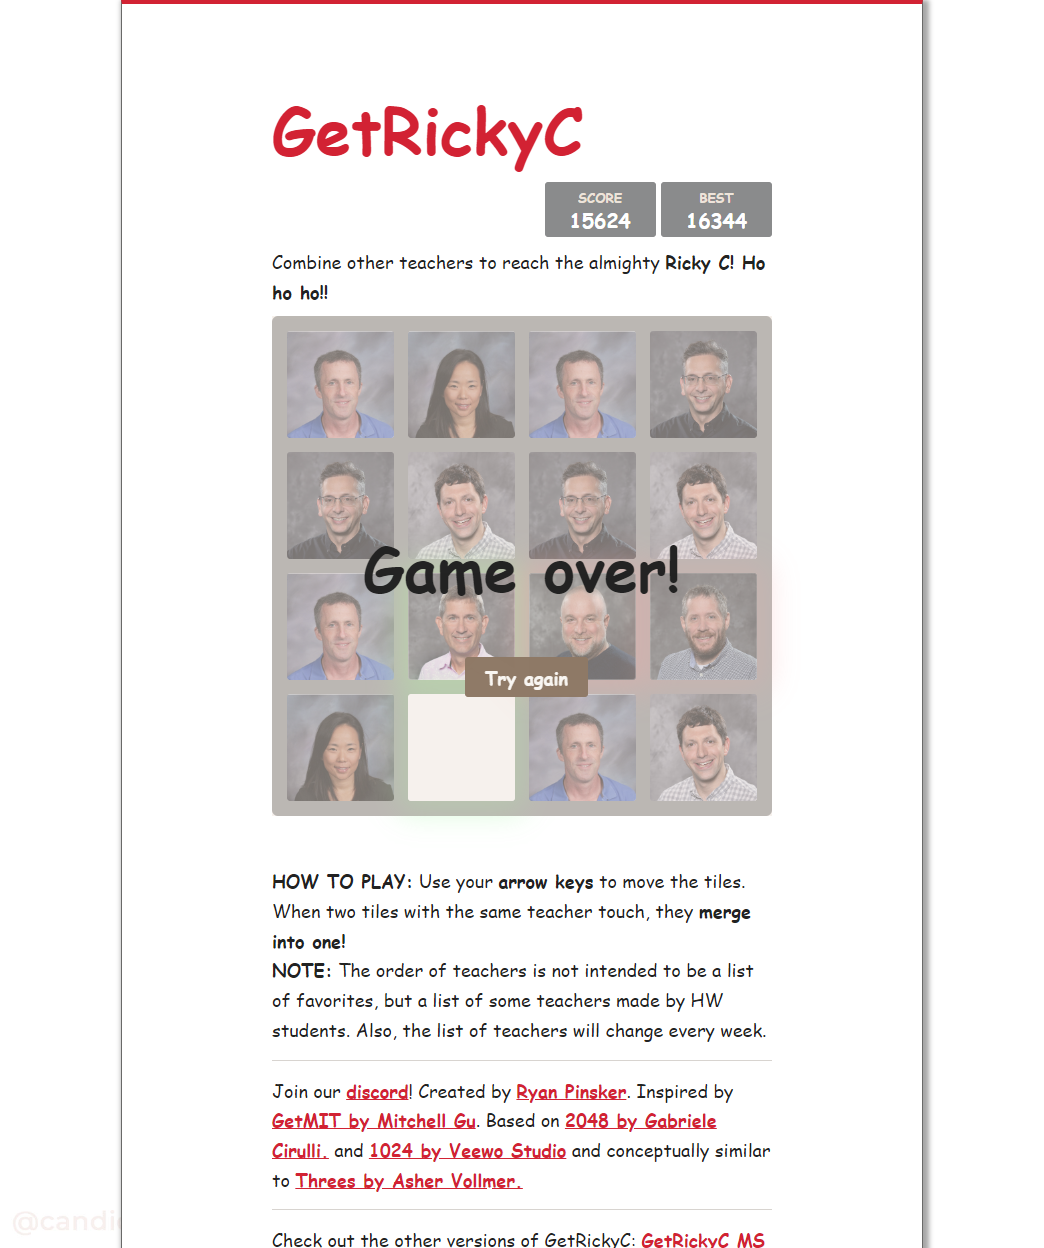 GetRickyC
SCORE
15624
BEST
16344
Combine other teachers to reach the almighty Ricky C! Ho
ho ho!!
Game over!
Try again
HOW TO PLAY: Use your arrow keys to move the tiles.
When two tiles with the same teacher touch, they merge
into one!
NOTE: The order of teachers is not intended to be a list
of favorites, but a list of some teachers made by HW
students. Also, the list of teachers will change every week.
Join our discord! Created by Ryan Pinsker. Inspired by
GetMIT by Mitchell Gu. Based on 2048 by Gabriele
Cirulli. and 1024 by Veewo Studio and conceptually similar
to Threes by Asher Vollmer.
Check out the other versions of GetRickyC: GetRickyC MS